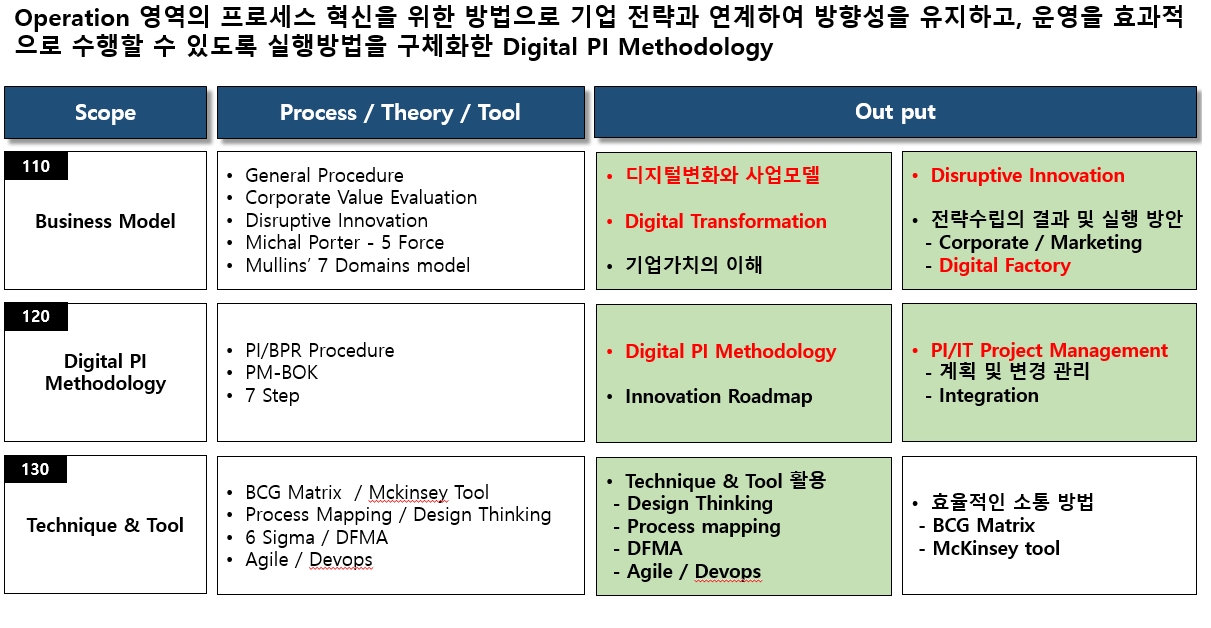 Operation 영역의 프로세스 혁신을 위한 방법으로 기업 전략과 연계하여 방향성을 유지하고, 운영을 효과적
으로 수행할 수 있도록 실행방법을 구체화한 Digital PI Methodology
Scope
Process / Theory / Tool
Out put
110
Business Model
• General Procedure
• Corporate Value Evaluation
• Disruptive Innovation
• Michal Porter - 5 Force
• Mullins’ 7 Domains model
• 디지털변화와 사업모델
• Digital Transformation
• 기업가치의 이해
• Disruptive Innovation
• 전략수립의 결과 및 실행 방안
- Corporate / Marketing
- Digital Factory
120
Digital PI
Methodology
• PI/BPR Procedure
• PM-BOK
• 7 Step
• Digital PI Methodology
• Innovation Roadmap
• PI/IT Project Management
- 계획 및 변경 관리
- Integration
130
Technique & Tool
• BCG Matrix / Mckinsey Tool
• Process Mapping / Design Thinking
• 6 Sigma / DFMA
• Agile / Devops
• Technique & Tool 활용
- Design Thinking
- Process mapping
- DFMA
- Agile / Devops
• 효율적인 소통 방법
- BCG Matrix
- McKinsey tool